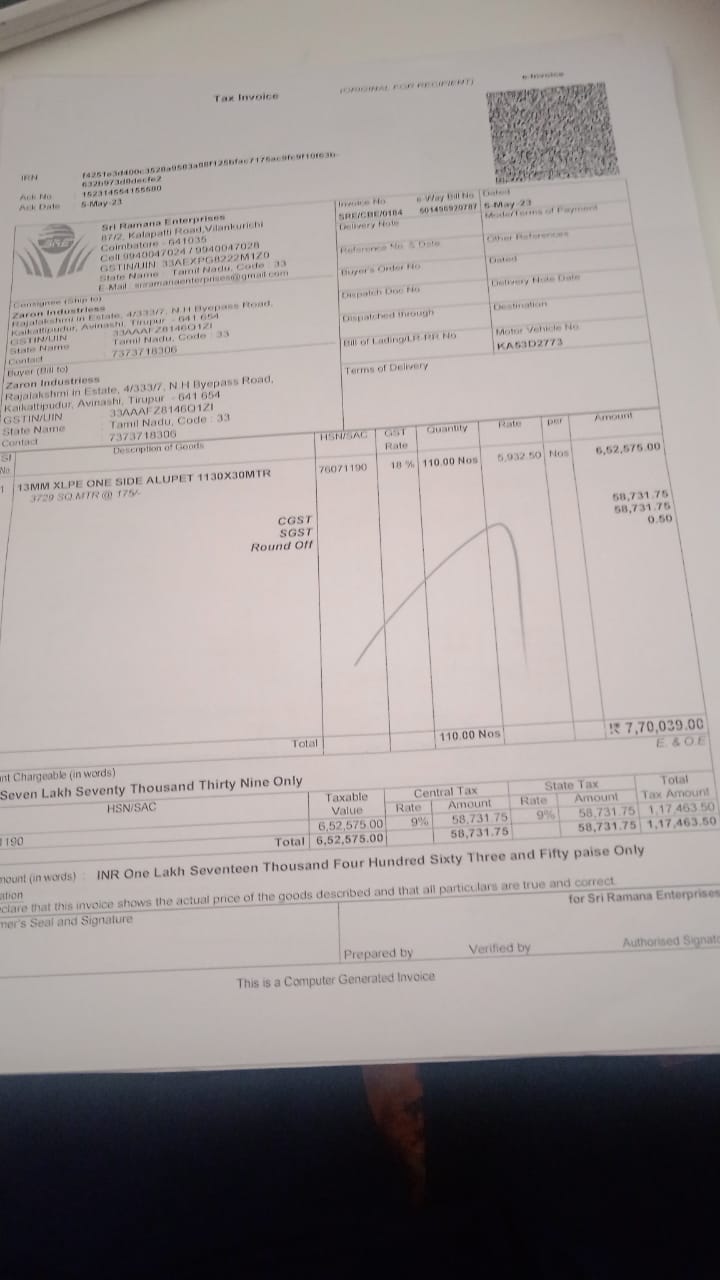 Tax Invoice
(ORIGINAL FOR RECIPIENT)
e-Invoice
IRN
Ack No
152314554155580
Ack Date
5-May-23
SRE
Sri Ramana Enterprises
87/2, Kalapatti Road, Vilankurichi
Coimbatore - 641035
Cell 9940047024 / 9940047028
GSTIN/UIN: 33AEXPG8222M1Z0
State Name : Tamil Nadu, Code : 33
E-Mail : sriramanaenterprises@gmail.com
Invoice No.
e-Way Bill No.
Dated
SRE/CBE/0184
601456920787
5-May-23
Delivery Note
Mode/Terms of Payment
Reference No. & Date.
Other References
Buyer's Order No.
Dated
Dispatch Doc No.
Delivery Note Date
Dispatched through
Destination
Bill of Lading/LR-RR No.
Motor Vehicle No.
KA53D2773
Terms of Delivery
Consignee (Ship to)
Zaron Industriess
Rajalakshmi in Estate, 4/333/7, N.H Byepass Road,
Kaikattipudur, Avinashi, Tirupur - 641 654
GSTIN/UIN : 33AAAFZ8146Q1ZI
State Name : Tamil Nadu, Code : 33
Contact : 7373718306
Buyer (Bill to)
Zaron Industriess
Rajalakshmi in Estate, 4/333/7, N.H Byepass Road,
Kaikattipudur, Avinashi, Tirupur - 641 654
GSTIN/UIN : 33AAAFZ8146Q1ZI
State Name : Tamil Nadu, Code : 33
Contact : 7373718306
Sl No.
Description of Goods
HSN/SAC
GST Rate
Quantity
Rate
per
Amount
1 13MM XLPE ONE SIDE ALUPET 1130X30MTR
76071190
18 %
110.00 Nos
5,932.50
Nos
6,52,575.00
3729 SQ.MTR @ 175/-
CGST
58,731.75
SGST
58,731.75
Round Off
0.50
Total
110.00 Nos
₹ 7,70,039.00
E. & O.E
nt Chargeable (in words)
Seven Lakh Seventy Thousand Thirty Nine Only
HSN/SAC
Taxable Value
Central Tax
State Tax
Total Tax Amount
Rate
Amount
Rate
Amount
1190
6,52,575.00
9%
58,731.75
9%
58,731.75
1,17,463.50
Total
6,52,575.00
58,731.75
58,731.75
1,17,463.50
mount (in words) : INR One Lakh Seventeen Thousand Four Hundred Sixty Three and Fifty paise Only
ation
clare that this invoice shows the actual price of the goods described and that all particulars are true and correct.
mer's Seal and Signature
for Sri Ramana Enterprises
Prepared by
Verified by
Authorised Signato
This is a Computer Generated Invoice